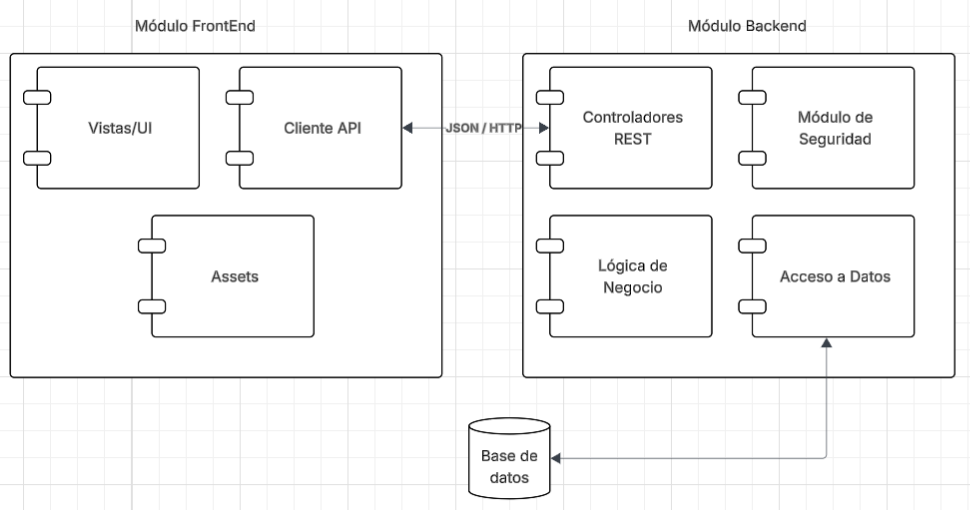 Módulo FrontEnd
Módulo Backend
Vistas/UI
Cliente API
JSON / HTTP
Controladores
REST
Módulo de
Seguridad
Assets
Lógica de
Negocio
Acceso a Datos
Base de
datos